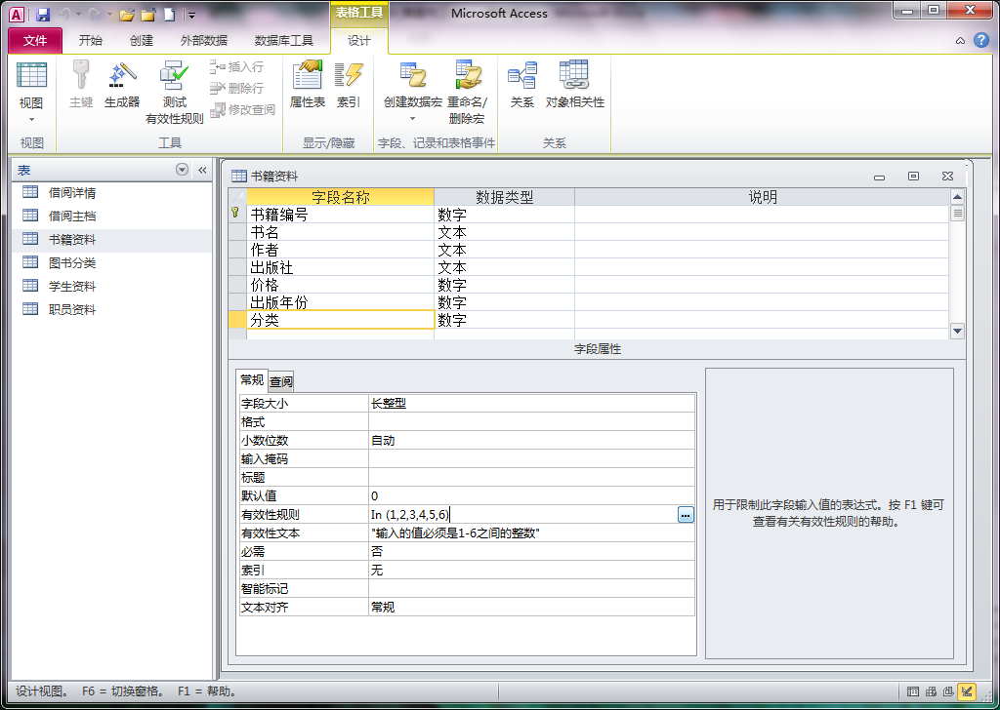 表格工具
Microsoft Access
文件 开始 创建 外部数据 数据库工具 设计
视图 主键 生成器 测试 有效性规则 插入行 删除行 修改查阅 属性表 索引 创建数据宏 重命名/ 删除宏 关系 对象相关性
视图 工具 显示/隐藏 字段、记录和表格事件 关系
表
借阅详情
借阅主档
书籍资料
图书分类
学生资料
职员资料
书籍资料
字段名称 数据类型 说明
书籍编号 数字
书名 文本
作者 文本
出版社 文本
价格 数字
出版年份 数字
分类 数字
字段属性
常规 查阅
字段大小 长整型
格式
小数位数 自动
输入掩码
标题
默认值 0
有效性规则 In (1,2,3,4,5,6)
有效性文本 "输入的值必须是1-6之间的整数"
必需 否
索引 无
智能标记
文本对齐 常规
用于限制此字段输入值的表达式。按 F1 键可
查看有关有效性规则的帮助。
设计视图。 F6 = 切换窗格。 F1 = 帮助。